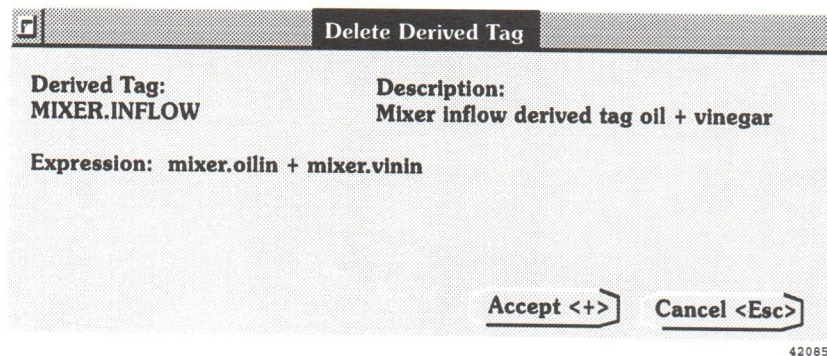 Delete Derived Tag
Derived Tag:
MIXER.INFLOW
Description:
Mixer inflow derived tag oil + vinegar
Expression: mixer.oilin + mixer.vinin
Accept <+>
Cancel <Esc>
42085